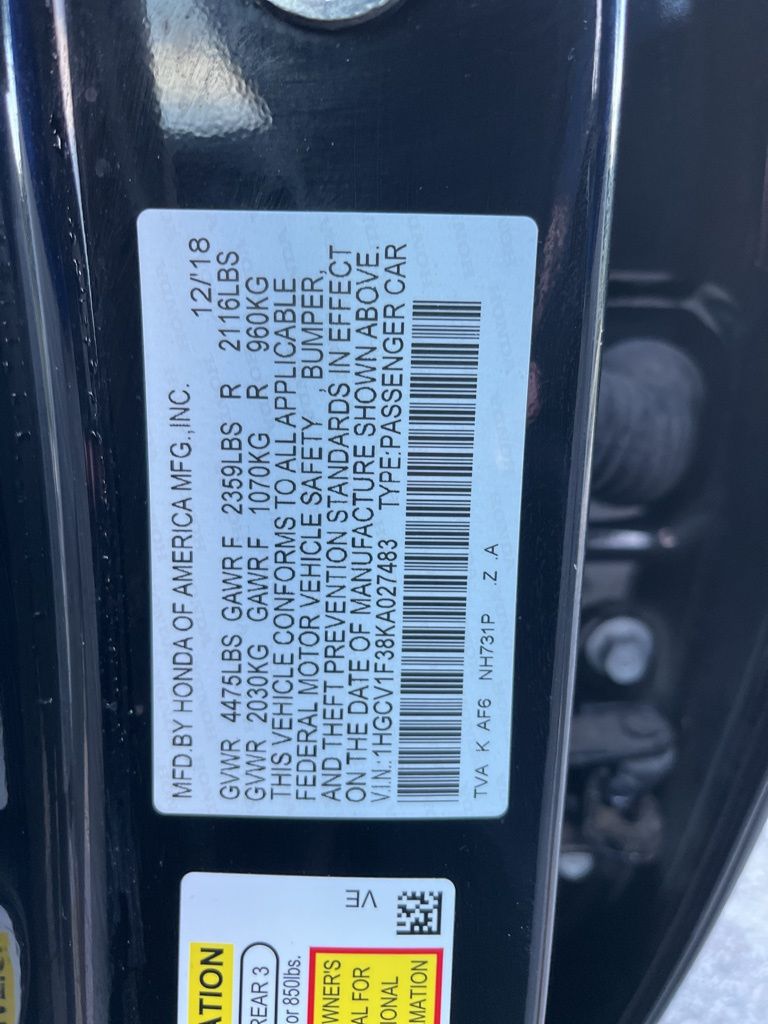 MFD.BY HONDA OF AMERICA MFG.,INC. 12/'18
GVWR 4475LBS GAWR F 2359LBS R 2116LBS
GVWR 2030KG GAWR F 1070KG R 960KG
THIS VEHICLE CONFORMS TO ALL APPLICABLE
FEDERAL MOTOR VEHICLE SAFETY , BUMPER,
AND THEFT PREVENTION STANDARDS IN EFFECT
ON THE DATE OF MANUFACTURE SHOWN ABOVE.
V.I.N.:1HGCV1F38KA027483 TYPE:PASSENGER CAR
TVA K AF6 NH731P .Z .A
VE
ATION
REAR 3
or 850lbs.
WNER'S
AL FOR
IONAL
MATION